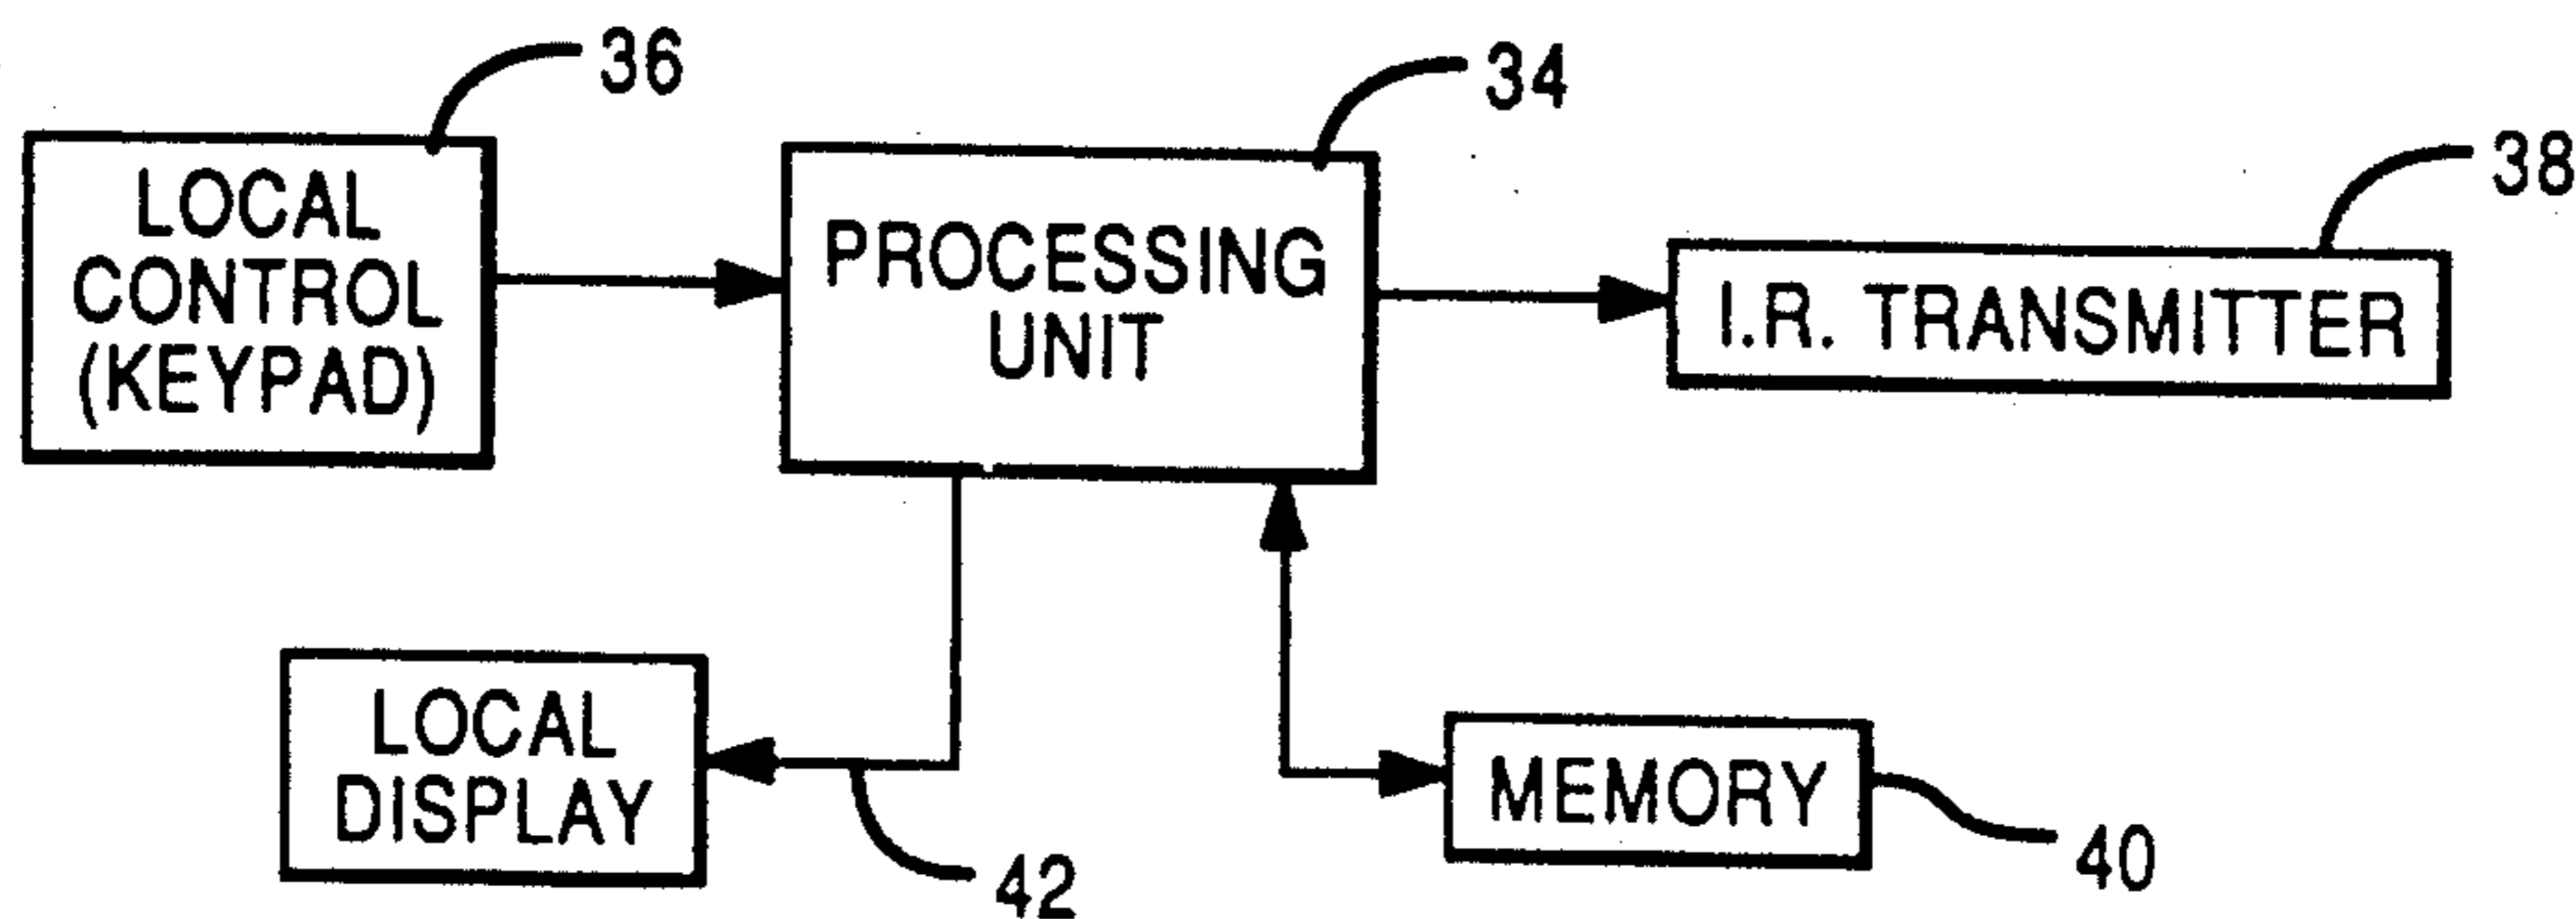 36
34
38
LOCAL
CONTROL
(KEYPAD)
PROCESSING
UNIT
I.R. TRANSMITTER
LOCAL
DISPLAY
MEMORY
42
40